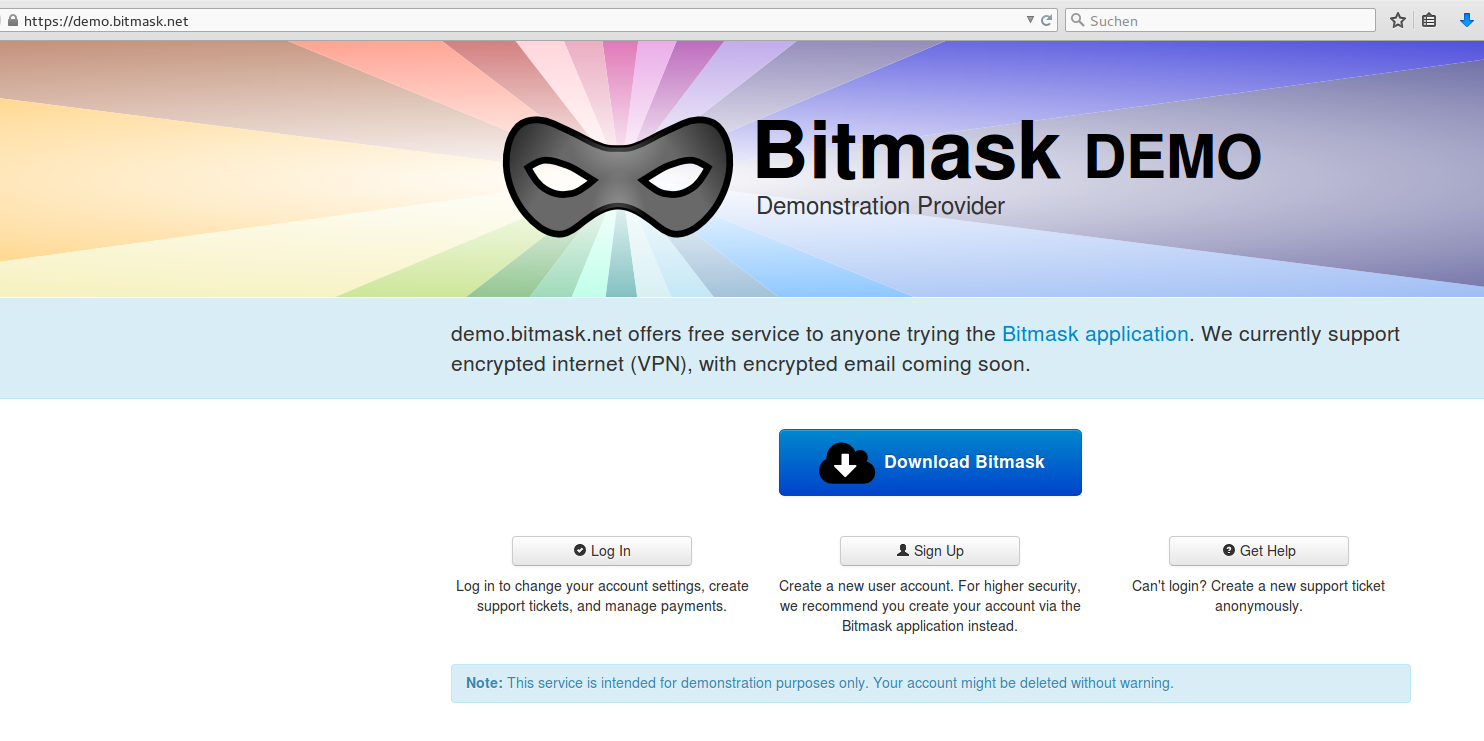 https://demo.bitmask.net
Suchen
Bitmask DEMO
Demonstration Provider
demo.bitmask.net offers free service to anyone trying the Bitmask application. We currently support
encrypted internet (VPN), with encrypted email coming soon.
Download Bitmask
Log In
Log in to change your account settings, create
support tickets, and manage payments.
Sign Up
Create a new user account. For higher security,
we recommend you create your account via the
Bitmask application instead.
Get Help
Can't login? Create a new support ticket
anonymously.
Note: This service is intended for demonstration purposes only. Your account might be deleted without warning.